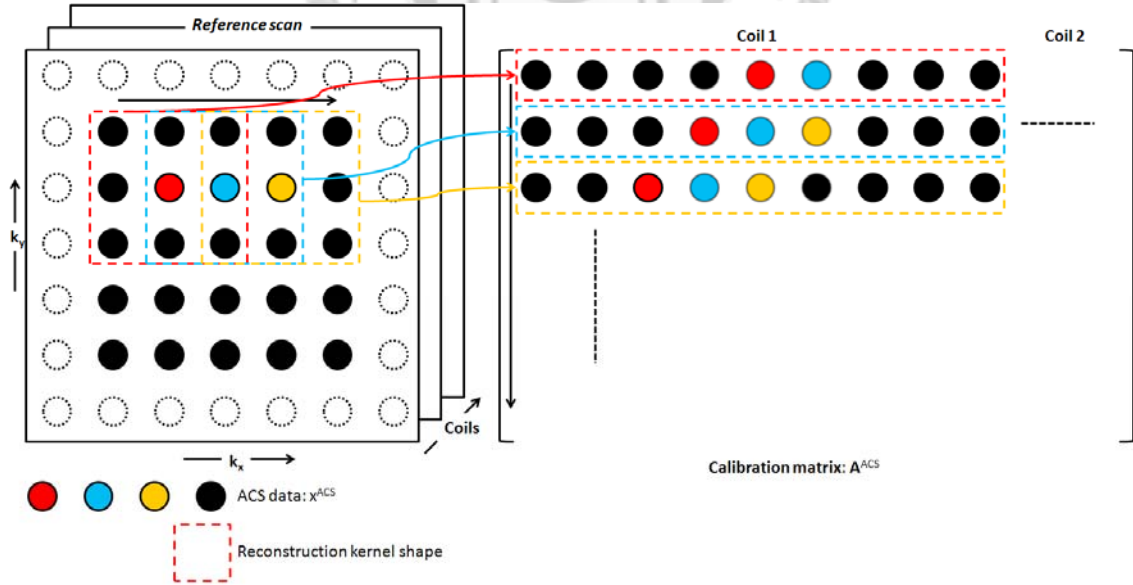 Reference scan
Coil 1
Coil 2
k_y
Coils
k_x
Calibration matrix: A^ACS
ACS data: x^ACS
Reconstruction kernel shape